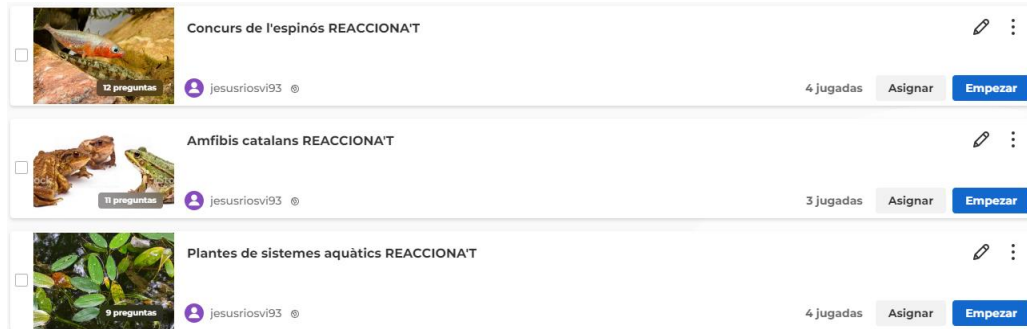 Concurs de l'espinós REACCIONA'T
12 preguntas
jesusriosvi93
4 jugadas Asignar Empezar
Amfibis catalans REACCIONA'T
11 preguntas
jesusriosvi93
3 jugadas Asignar Empezar
Plantes de sistemes aquàtics REACCIONA'T
9 preguntas
jesusriosvi93
4 jugadas Asignar Empezar